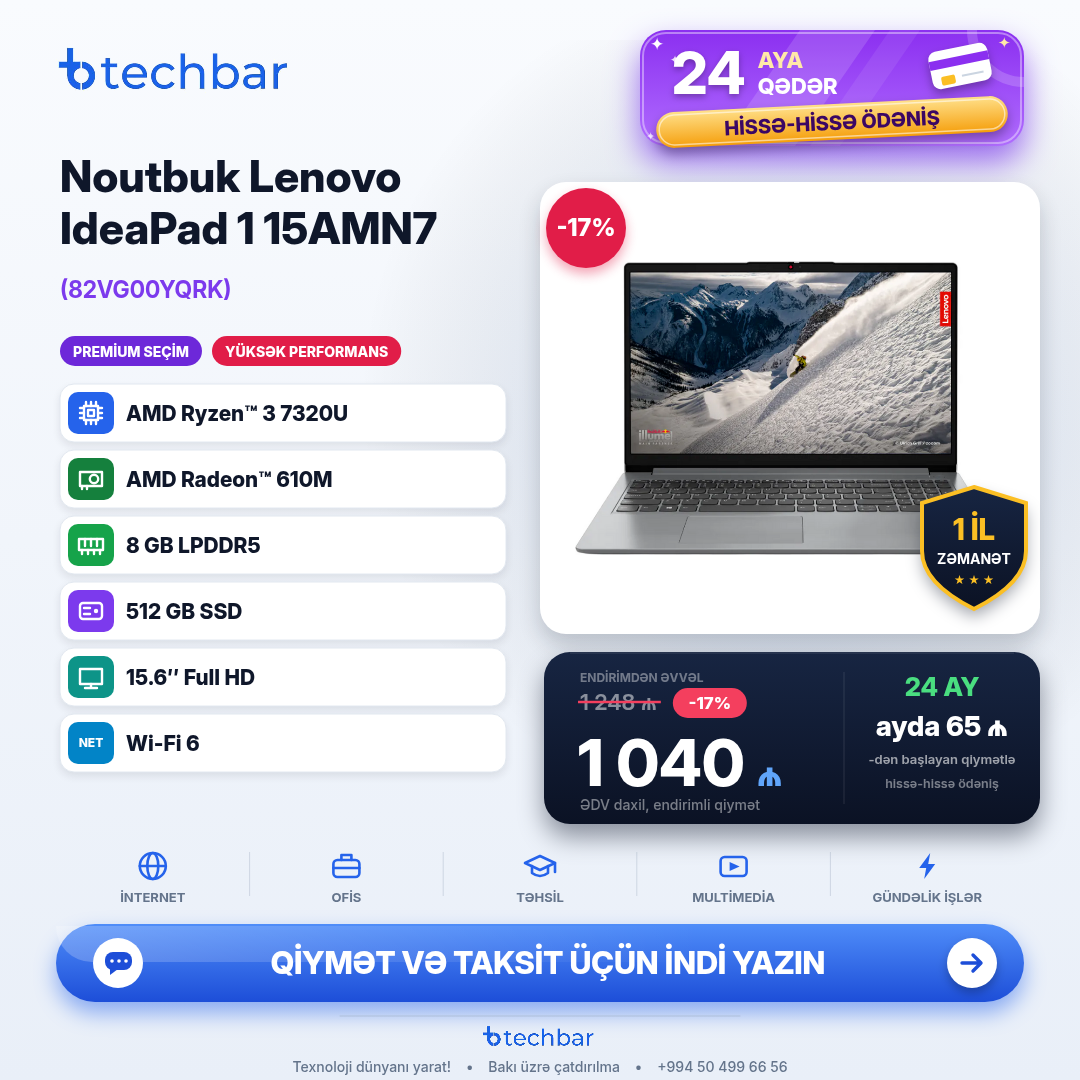 techbar
24 AYA QƏDƏR
HİSSƏ-HİSSƏ ÖDƏNİŞ
Noutbuk Lenovo
IdeaPad 1 15AMN7
(82VG00YQRK)
PREMİUM SEÇİM
YÜKSƏK PERFORMANS
AMD Ryzen™ 3 7320U
AMD Radeon™ 610M
8 GB LPDDR5
512 GB SSD
15.6′′ Full HD
NET
Wi-Fi 6
-17%
Lenovo
illume
1 İL
ZƏMANƏT
ENDİRİMDƏN ƏVVƏL
1 248 ₼
-17%
1 040 ₼
ƏDV daxil, endirimli qiymət
24 AY
ayda 65 ₼
-dən başlayan qiymətlə
hissə-hissə ödəniş
İNTERNET
OFİS
TƏHSİL
MULTİMEDİA
GÜNDƏLİK İŞLƏR
QİYMƏT VƏ TAKSİT ÜÇÜN İNDİ YAZIN
techbar
Texnoloji dünyanı yarat! • Bakı üzrə çatdırılma • +994 50 499 66 56